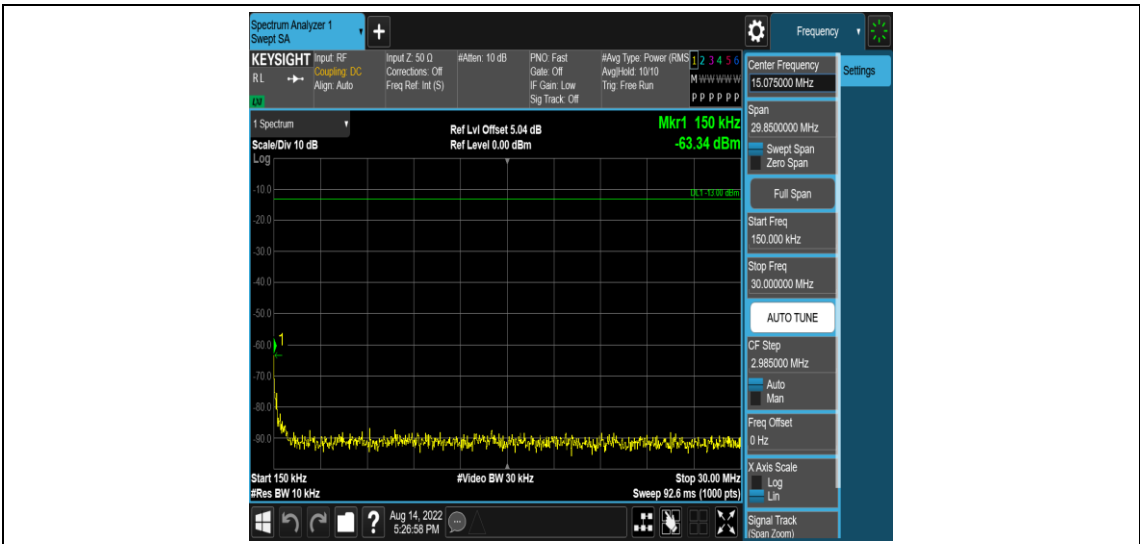 Spectrum Analyzer 1
Swept SA
+
Frequency
KEYSIGHT
RL
LXI
Input: RF
Coupling: DC
Align: Auto
Input Z: 50 Ω
Corrections: Off
Freq Ref: Int (S)
#Atten: 10 dB
PNO: Fast
Gate: Off
IF Gain: Low
Sig Track: Off
#Avg Type: Power (RMS
Avg|Hold: 10/10
Trig: Free Run
1 2 3 4 5 6
M W W W W W
P P P P P P
1 Spectrum
Scale/Div 10 dB
Log
Ref Lvl Offset 5.04 dB
Ref Level 0.00 dBm
Mkr1 150 kHz
-63.34 dBm
DL1 -13.00 dBm
-10.0
-20.0
-30.0
-40.0
-50.0
-60.0
1
-70.0
-80.0
-90.0
Start 150 kHz
#Res BW 10 kHz
#Video BW 30 kHz
Stop 30.00 MHz
Sweep 92.6 ms (1000 pts)
?
Aug 14, 2022
5:26:58 PM
Center Frequency
15.075000 MHz
Settings
Span
29.8500000 MHz
Swept Span
Zero Span
Full Span
Start Freq
150.000 kHz
Stop Freq
30.000000 MHz
AUTO TUNE
CF Step
2.985000 MHz
Auto
Man
Freq Offset
0 Hz
X Axis Scale
Log
Lin
Signal Track
(Span Zoom)